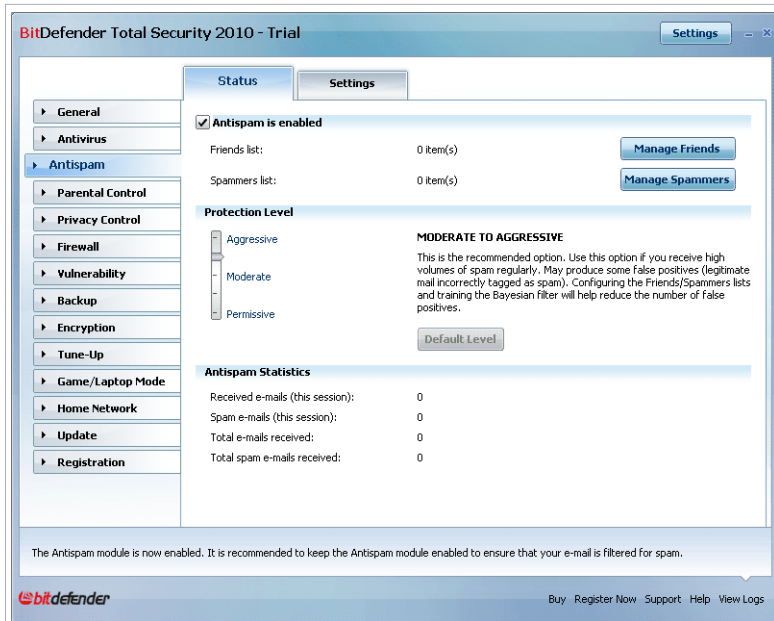 BitDefender Total Security 2010 - Trial
Settings
Status
Settings
General
Antivirus
Antispam
Parental Control
Privacy Control
Firewall
Vulnerability
Backup
Encryption
Tune-Up
Game/Laptop Mode
Home Network
Update
Registration
Antispam is enabled
Friends list: 0 item(s) Manage Friends
Spammers list: 0 item(s) Manage Spammers
Protection Level
Aggressive
Moderate
Permissive
MODERATE TO AGGRESSIVE
This is the recommended option. Use this option if you receive high
volumes of spam regularly. May produce some false positives (legitimate
mail incorrectly tagged as spam). Configuring the Friends/Spammers lists
and training the Bayesian filter will help reduce the number of false
positives.
Default Level
Antispam Statistics
Received e-mails (this session): 0
Spam e-mails (this session): 0
Total e-mails received: 0
Total spam e-mails received: 0
The Antispam module is now enabled. It is recommended to keep the Antispam module enabled to ensure that your e-mail is filtered for spam.
bitdefender
Buy Register Now Support Help View Logs